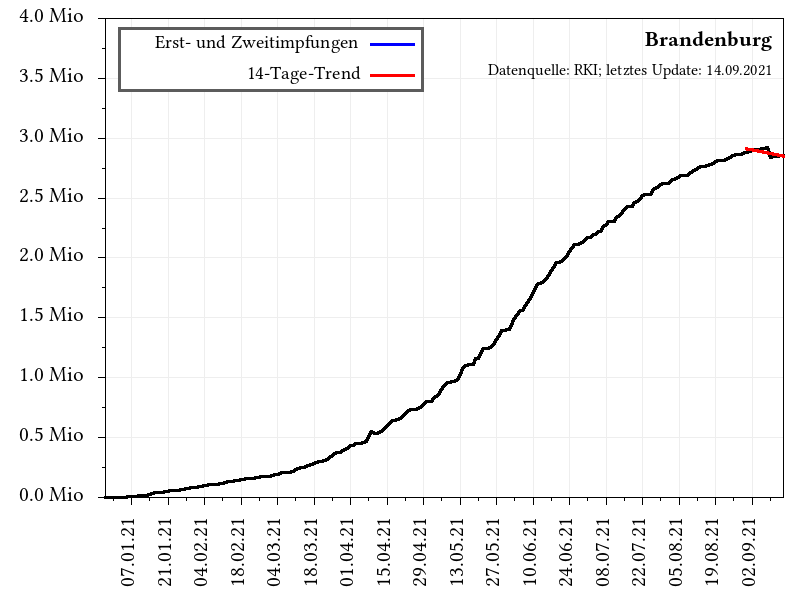 Brandenburg
Datenquelle: RKI; letztes Update: 14.09.2021
Erst- und Zweitimpfungen
14-Tage-Trend
4.0 Mio
3.5 Mio
3.0 Mio
2.5 Mio
2.0 Mio
1.5 Mio
1.0 Mio
0.5 Mio
0.0 Mio
07.01.21
21.01.21
04.02.21
18.02.21
04.03.21
18.03.21
01.04.21
15.04.21
29.04.21
13.05.21
27.05.21
10.06.21
24.06.21
08.07.21
22.07.21
05.08.21
19.08.21
02.09.21